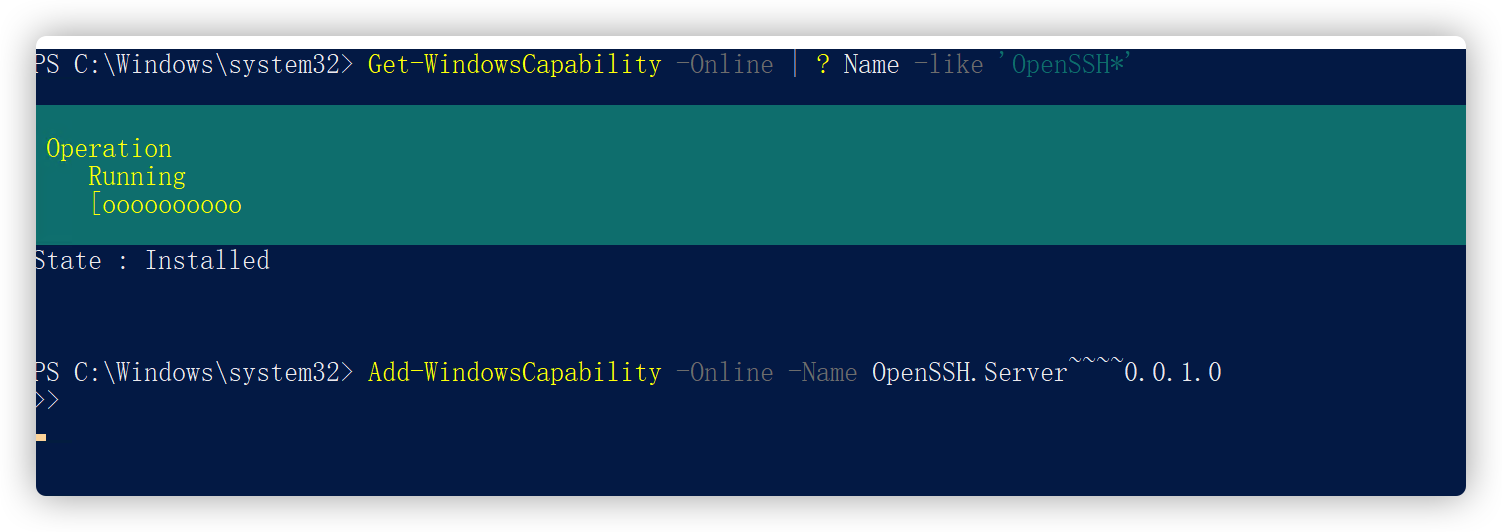 PS C:\Windows\system32> Get-WindowsCapability -Online | ? Name -like 'OpenSSH*'
Operation
Running
[oooooooooo
State : Installed
PS C:\Windows\system32> Add-WindowsCapability -Online -Name OpenSSH.Server~~~~0.0.1.0
>>